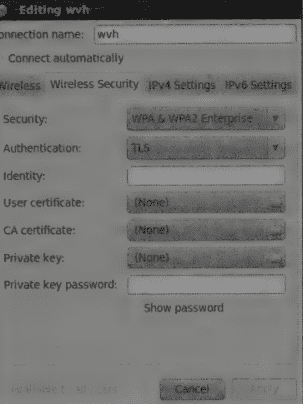 Editing wvh
onnection name: wvh
Connect automatically
Wireless Wireless Security IPv4 Settings IPv6 Settings
Security: WPA & WPA2 Enterprise
Authentication: TLS
Identity:
User certificate: (None)
CA certificate: (None)
Private key: (None)
Private key password:
Show password
Cancel